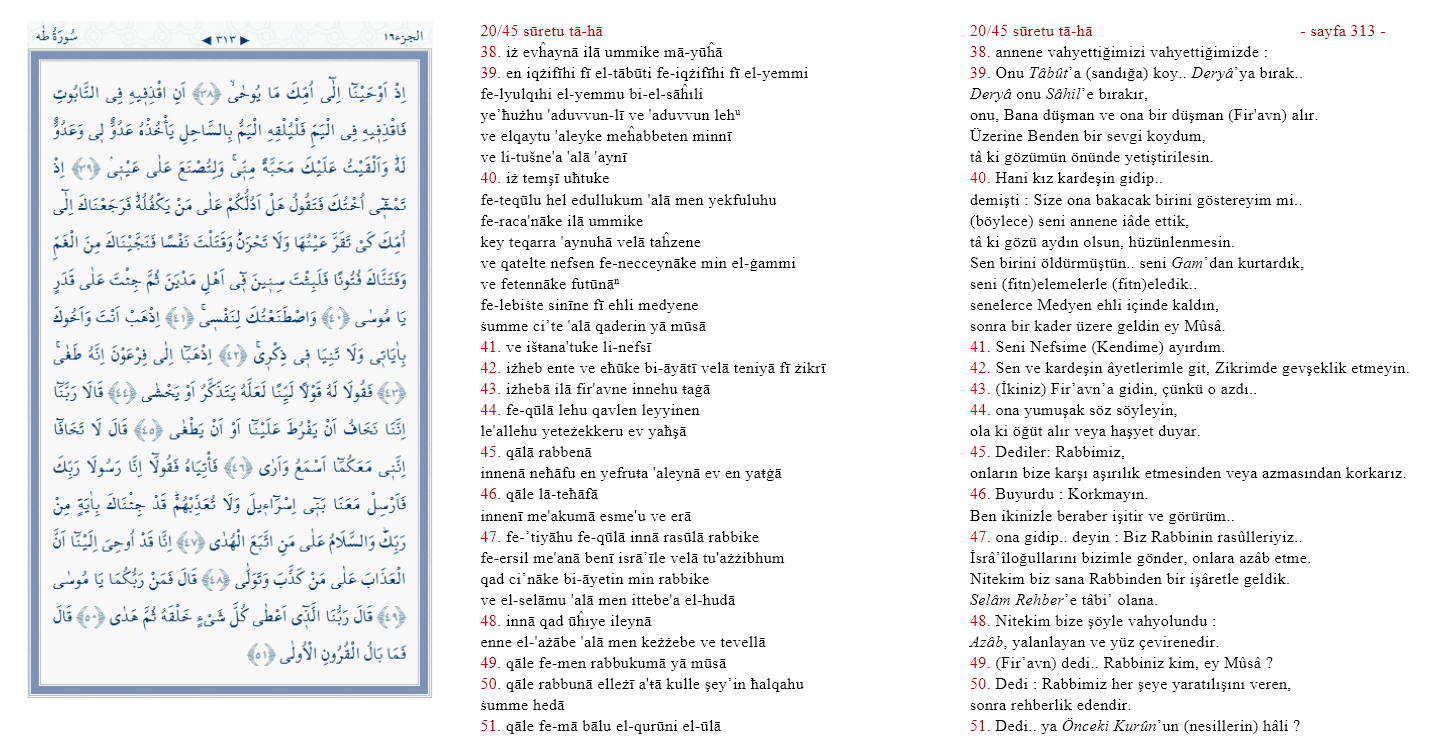 سُورَةُ طٰه
◀ ٣١٣ ▶
الجزء١٦
اِذْ اَوْحَيْنَٓا اِلٰٓى اُمِّكَ مَا يُوحٰىۙ ﴿٣٨﴾ اَنِ اقْذِف۪يهِ فِي التَّابُوتِ
فَاقْذِف۪يهِ فِي الْيَمِّ فَلْيُلْقِهِ الْيَمُّ بِالسَّاحِلِ يَأْخُذْهُ عَدُوٌّ ل۪ي وَعَدُوٌّ
لَهُۜ وَاَلْقَيْتُ عَلَيْكَ مَحَبَّةً مِنّ۪يۚ وَلِتُصْنَعَ عَلٰى عَيْن۪يۢ ﴿٣٩﴾ اِذْ
تَمْش۪ٓي اُخْتُكَ فَتَقُولُ هَلْ اَدُلُّكُمْ عَلٰى مَنْ يَكْفُلُهُۜ فَرَجَعْنَاكَ اِلٰٓى
اُمِّكَ كَيْ تَقَرَّ عَيْنُهَا وَلَا تَحْزَنَۜ وَقَتَلْتَ نَفْسًا فَنَجَّيْنَاكَ مِنَ الْغَمِّ
وَفَتَنَّاكَ فُتُونًا فَلَبِثْتَ سِن۪ينَ ف۪ٓي اَهْلِ مَدْيَنَ ثُمَّ جِئْتَ عَلٰى قَدَرٍ
يَا مُوسٰى ﴿٤٠﴾ وَاصْطَنَعْتُكَ لِنَفْس۪يۚ ﴿٤١﴾ اِذْهَبْ اَنْتَ وَاَخُوكَ
بِاٰيَات۪ي وَلَا تَنِيَا ف۪ي ذِكْر۪يۚ ﴿٤٢﴾ اِذْهَبَٓا اِلٰى فِرْعَوْنَ اِنَّهُ طَغٰىۚ
﴿٤٣﴾ فَقُولَا لَهُ قَوْلًا لَيِّنًا لَعَلَّهُ يَتَذَكَّرُ اَوْ يَخْشٰى ﴿٤٤﴾ قَالَا رَبَّنَٓا
اِنَّنَا نَخَافُ اَنْ يَفْرُطَ عَلَيْنَٓا اَوْ اَنْ يَطْغٰى ﴿٤٥﴾ قَالَ لَا تَخَافَٓا
اِنَّن۪ي مَعَكُمَٓا اَسْمَعُ وَاَرٰى ﴿٤٦﴾ فَأْتِيَاهُ فَقُولَٓا اِنَّا رَسُولَا رَبِّكَ
فَاَرْسِلْ مَعَنَا بَن۪ٓي اِسْرَٓاء۪يلَ وَلَا تُعَذِّبْهُمْۜ قَدْ جِئْنَاكَ بِاٰيَةٍ مِنْ
رَبِّكَۜ وَالسَّلَامُ عَلٰى مَنِ اتَّبَعَ الْهُدٰى ﴿٤٧﴾ اِنَّا قَدْ اُو۫حِيَ اِلَيْنَٓا اَنَّ
الْعَذَابَ عَلٰى مَنْ كَذَّبَ وَتَوَلّٰى ﴿٤٨﴾ قَالَ فَمَنْ رَبُّكُمَا يَا مُوسٰى
﴿٤٩﴾ قَالَ رَبُّنَا الَّذ۪ٓي اَعْطٰى كُلَّ شَيْءٍ خَلْقَهُ ثُمَّ هَدٰى ﴿٥٠﴾ قَالَ
فَمَا بَالُ الْقُرُونِ الْاُو۫لٰى ﴿٥١﴾
20/45 sūretu tā-hā
38. iż evĥaynā ilā ummike mā-yūĥā
39. en iqżifīhi fī el-tābūti fe-iqżifīhi fī el-yemmi
fe-lyulqıhi el-yemmu bi-el-sāĥıli
ye’ħużhu 'aduvvun-lī ve 'aduvvun lehᵘ
ve elqaytu 'aleyke meĥabbeten minnī
ve li-tušne'a 'alā 'aynī
40. iż temşī uħtuke
fe-teqūlu hel edullukum 'alā men yekfuluhu
fe-raca'nāke ilā ummike
key teqarra 'aynuhā velā taĥzene
ve qatelte nefsen fe-necceynāke min el-ġammi
ve fetennāke futūnāⁿ
fe-lebiśte sinīne fī ehli medyene
śumme ci’te 'alā qaderin yā mūsā
41. ve išŧana'tuke li-nefsī
42. iżheb ente ve eħūke bi-āyātī velā teniyā fī żikrī
43. iżhebā ilā fir'avne innehu ŧaġā
44. fe-qūlā lehu qavlen leyyinen
le'allehu yeteżekkeru ev yaħşā
45. qālā rabbenā
innenā neħāfu en yefruŧa 'aleynā ev en yaŧġā
46. qāle lā-teħāfā
innenī me'akumā esme'u ve erā
47. fe-’tiyāhu fe-qūlā innā rasūlā rabbike
fe-ersil me'anā benī isrā’īle velā tu'ażżibhum
qad ci’nāke bi-āyetin min rabbike
ve el-selāmu 'alā men ittebe'a el-hudā
48. innā qad ūĥıye ileynā
enne el-'ażābe 'alā men keżżebe ve tevellā
49. qāle fe-men rabbukumā yā mūsā
50. qāle rabbunā elleżī a'ŧā kulle şey’in ħalqahu
śumme hedā
51. qāle fe-mā bālu el-qurūni el-ūlā
20/45 sūretu tā-hā - sayfa 313 -
38. annene vahyettiğimizi vahyettiğimizde :
39. Onu Tâbût’a (sandığa) koy.. Deryâ’ya bırak..
Deryâ onu Sâhil’e bırakır,
onu, Bana düşman ve ona bir düşman (Fir'avn) alır.
Üzerine Benden bir sevgi koydum,
tâ ki gözümün önünde yetiştirilesin.
40. Hani kız kardeşin gidip..
demişti : Size ona bakacak birini göstereyim mi..
(böylece) seni annene iâde ettik,
tâ ki gözü aydın olsun, hüzünlenmesin.
Sen birini öldürmüştün.. seni Gam’dan kurtardık,
seni (fitn)elemelerle (fitn)eledik..
senelerce Medyen ehli içinde kaldın,
sonra bir kader üzere geldin ey Mûsâ.
41. Seni Nefsime (Kendime) ayırdım.
42. Sen ve kardeşin âyetlerimle git, Zikrimde gevşeklik etmeyin.
43. (İkiniz) Fir’avn’a gidin, çünkü o azdı..
44. ona yumuşak söz söyleyin,
ola ki öğüt alır veya haşyet duyar.
45. Dediler: Rabbimiz,
onların bize karşı aşırılık etmesinden veya azmasından korkarız.
46. Buyurdu : Korkmayın.
Ben ikinizle beraber işitir ve görürüm..
47. ona gidip.. deyin : Biz Rabbinin rasûlleriyiz..
İsrâ’îloğullarını bizimle gönder, onlara azâb etme.
Nitekim biz sana Rabbinden bir işâretle geldik.
Selâm Rehber’e tâbi’ olana.
48. Nitekim bize şöyle vahyolundu :
Azâb, yalanlayan ve yüz çevirenedir.
49. (Fir’avn) dedi.. Rabbiniz kim, ey Mûsâ ?
50. Dedi : Rabbimiz her şeye yaratılışını veren,
sonra rehberlik edendir.
51. Dedi.. ya Önceki Kurûn’un (nesillerin) hâli ?